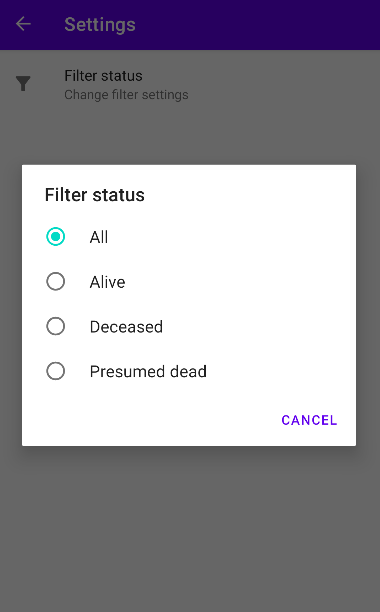 Settings
Filter status
Change filter settings
Filter status
All
Alive
Deceased
Presumed dead
CANCEL